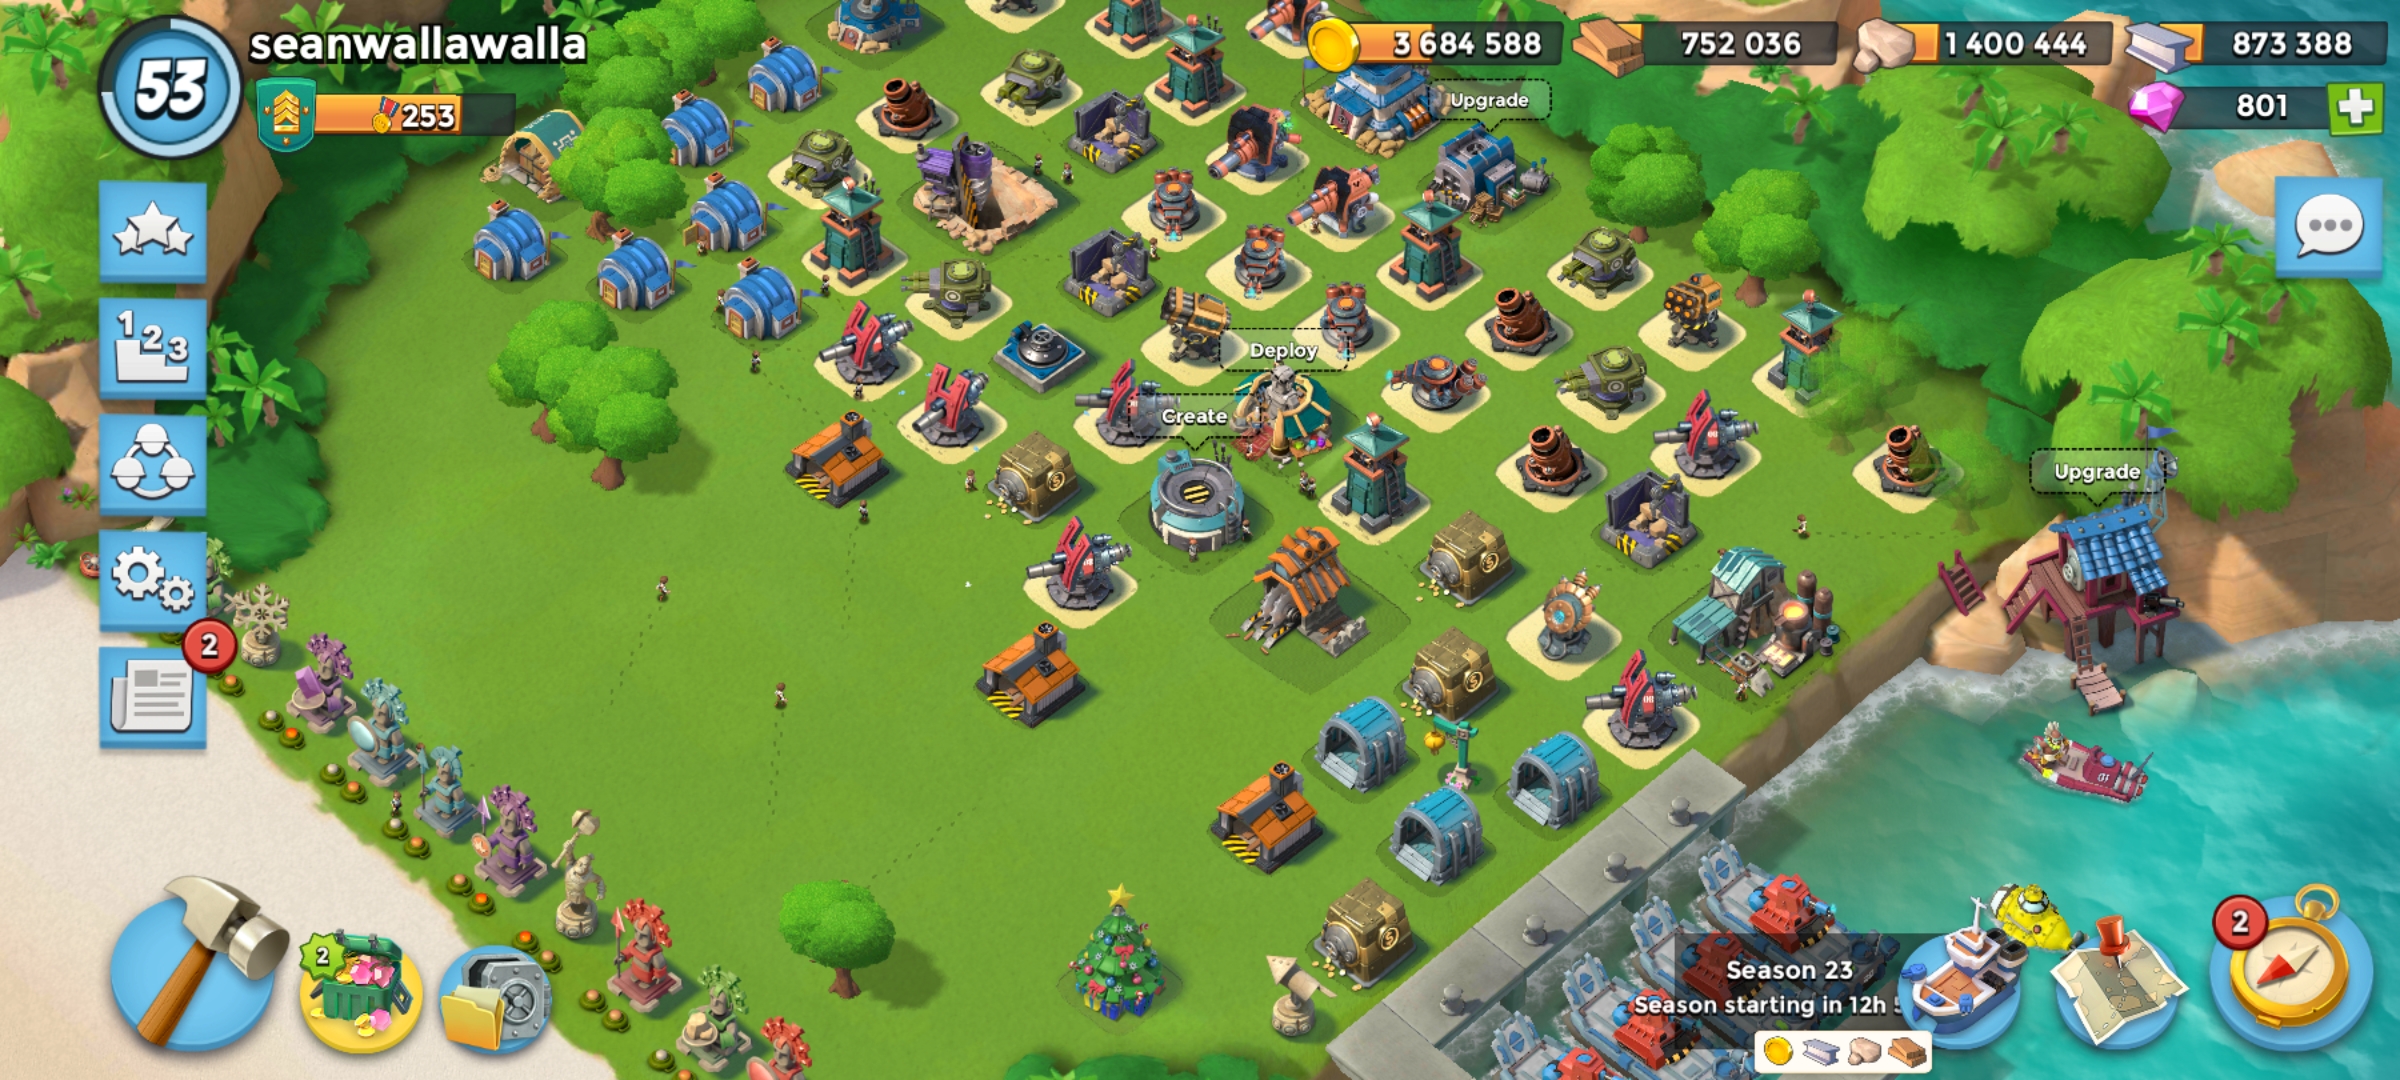 53
seanwallawalla
253
3 684 588
752 036
1 400 444
873 388
801
Upgrade
123
Deploy
Create
Upgrade
2
2
2
Season 23
Season starting in 12h